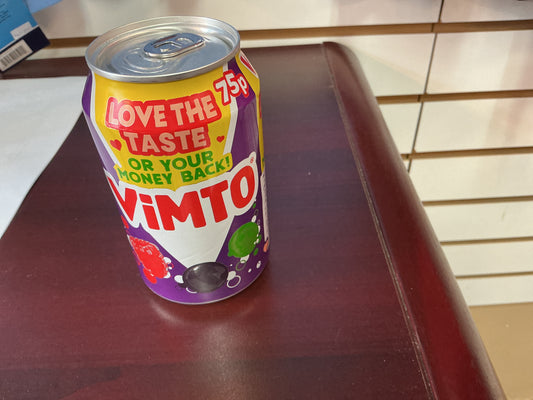 LOVE THE
75p
TASTE
OR YOUR
MONEY BACK!
ViMTO